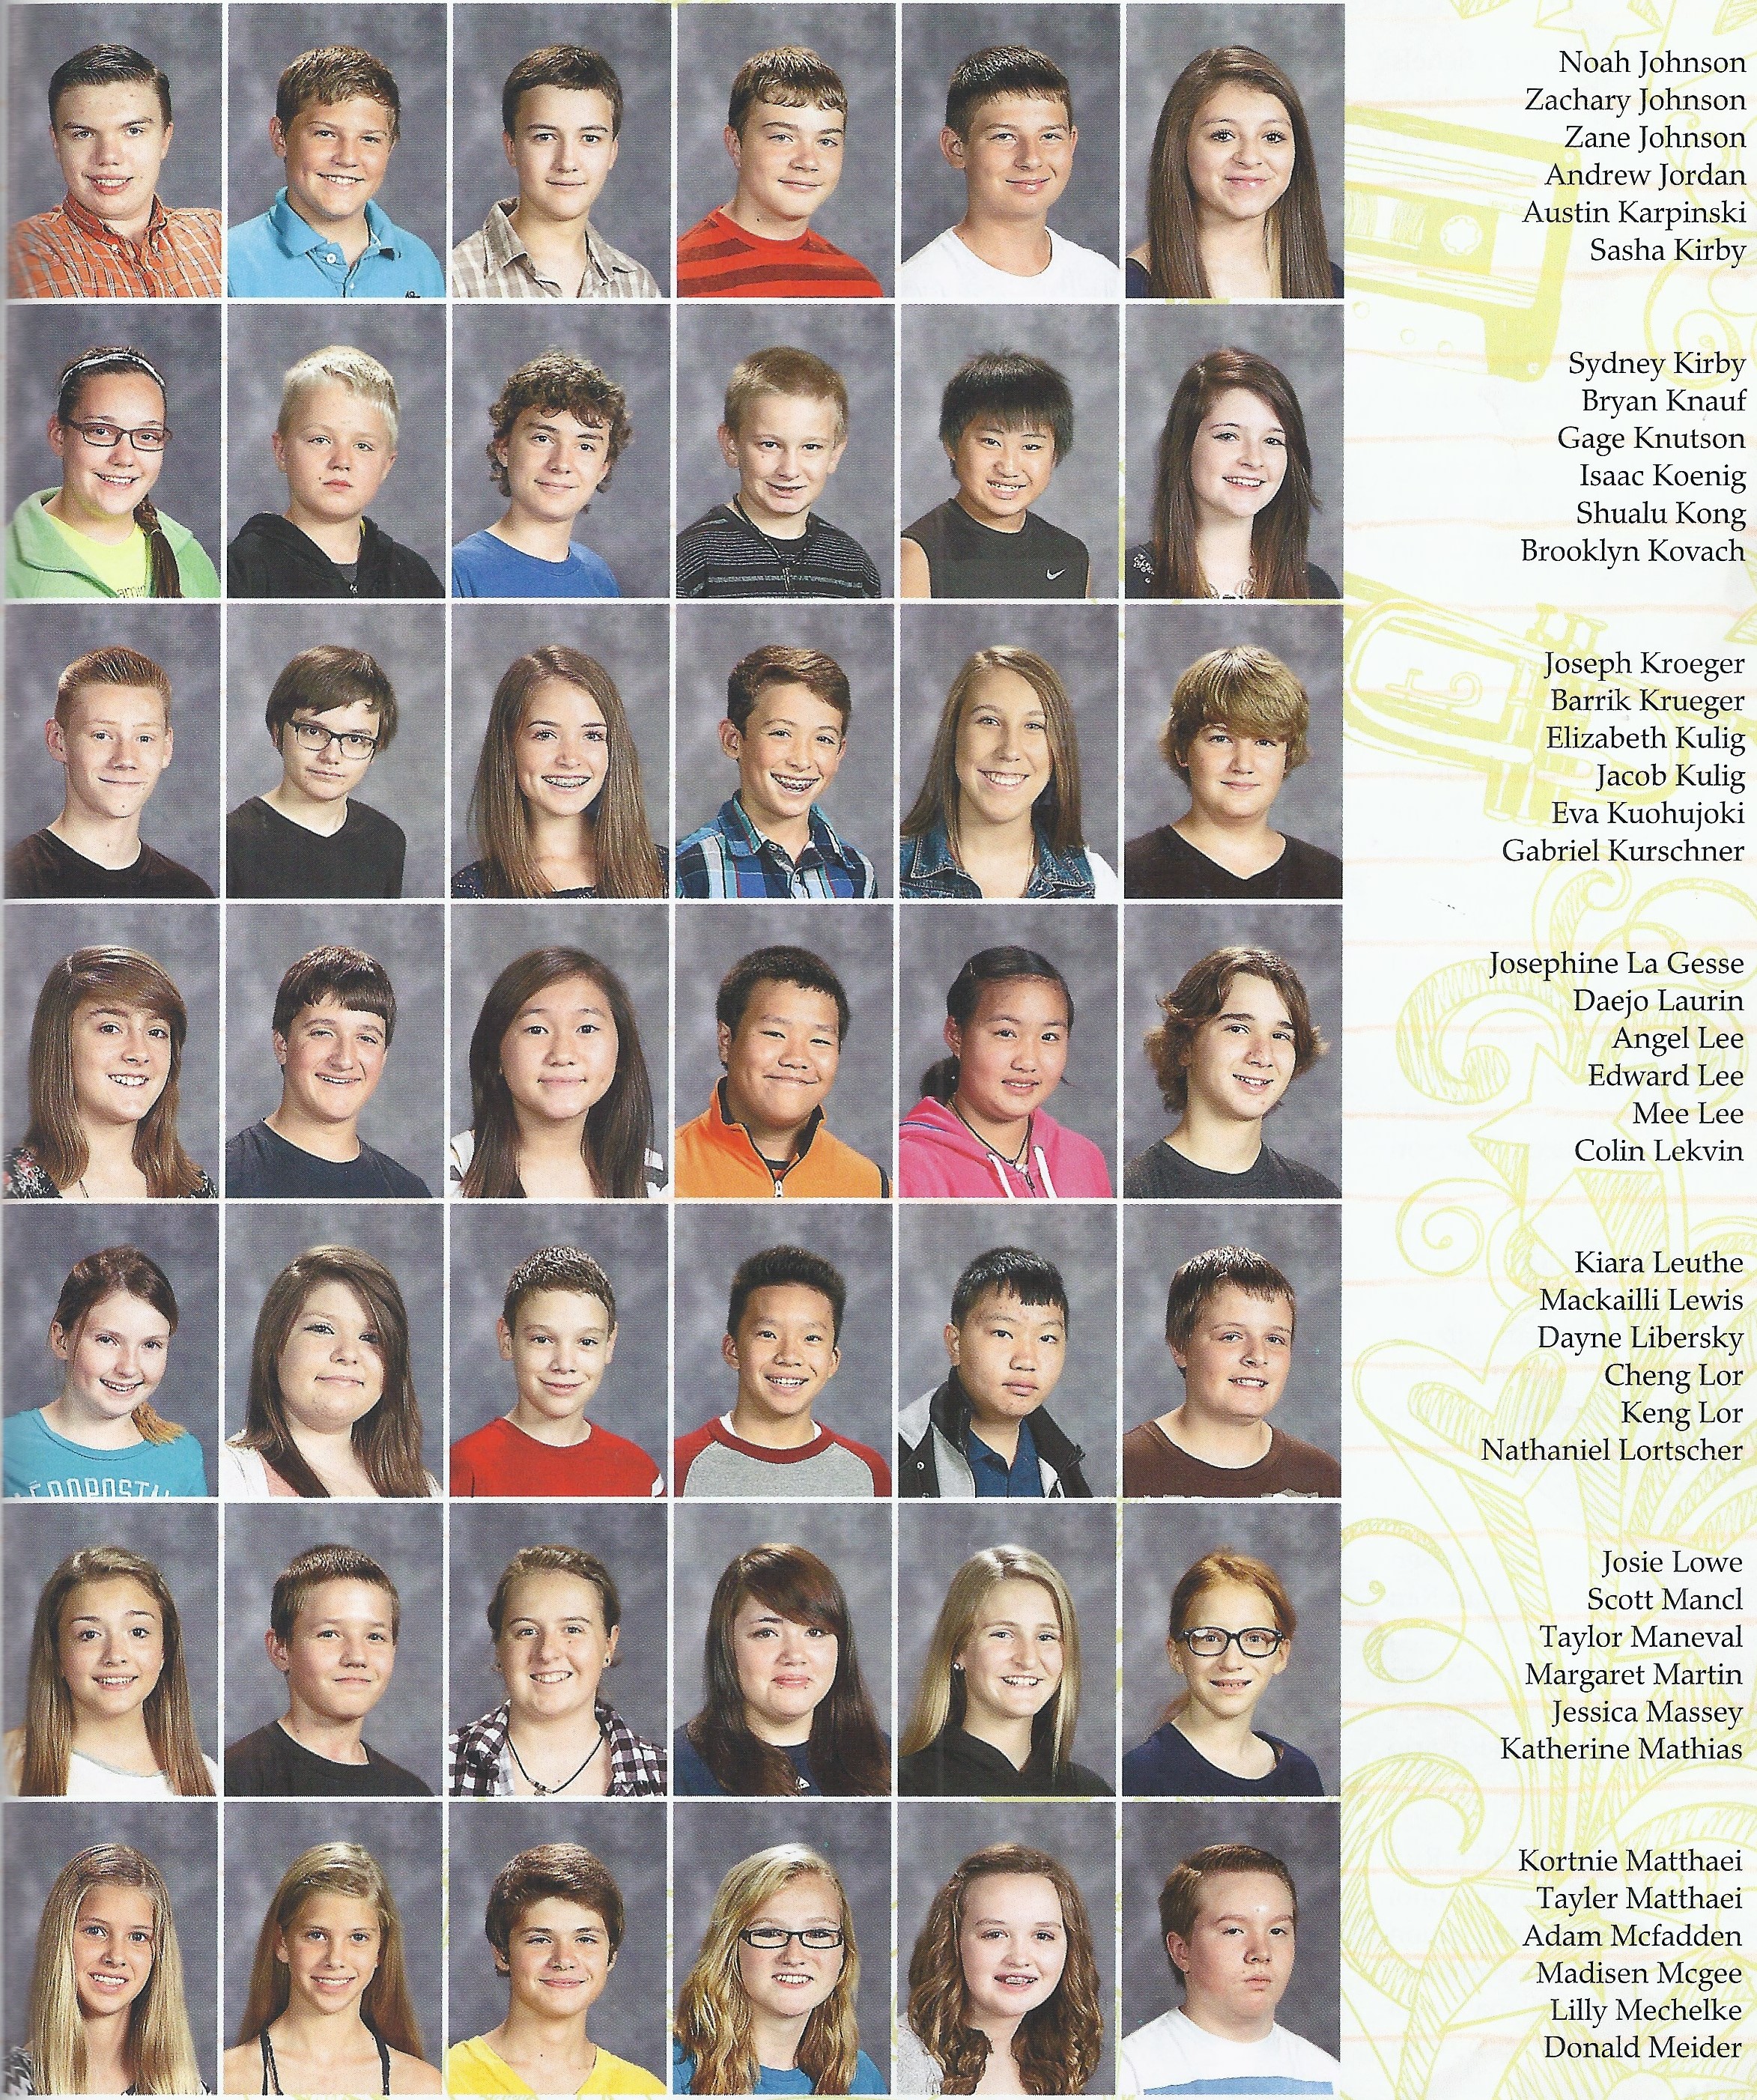 Noah Johnson
Zachary Johnson
Zane Johnson
Andrew Jordan
Austin Karpinski
Sasha Kirby
Sydney Kirby
Bryan Knauf
Gage Knutson
Isaac Koenig
Shualu Kong
Brooklyn Kovach
Joseph Kroeger
Barrik Krueger
Elizabeth Kulig
Jacob Kulig
Eva Kuohujoki
Gabriel Kurschner
Josephine La Gesse
Daejo Laurin
Angel Lee
Edward Lee
Mee Lee
Colin Lekvin
Kiara Leuthe
Mackailli Lewis
Dayne Libersky
Cheng Lor
Keng Lor
Nathaniel Lortscher
Josie Lowe
Scott Mancl
Taylor Maneval
Margaret Martin
Jessica Massey
Katherine Mathias
Kortnie Matthaei
Tayler Matthaei
Adam Mcfadden
Madisen Mcgee
Lilly Mechelke
Donald Meider